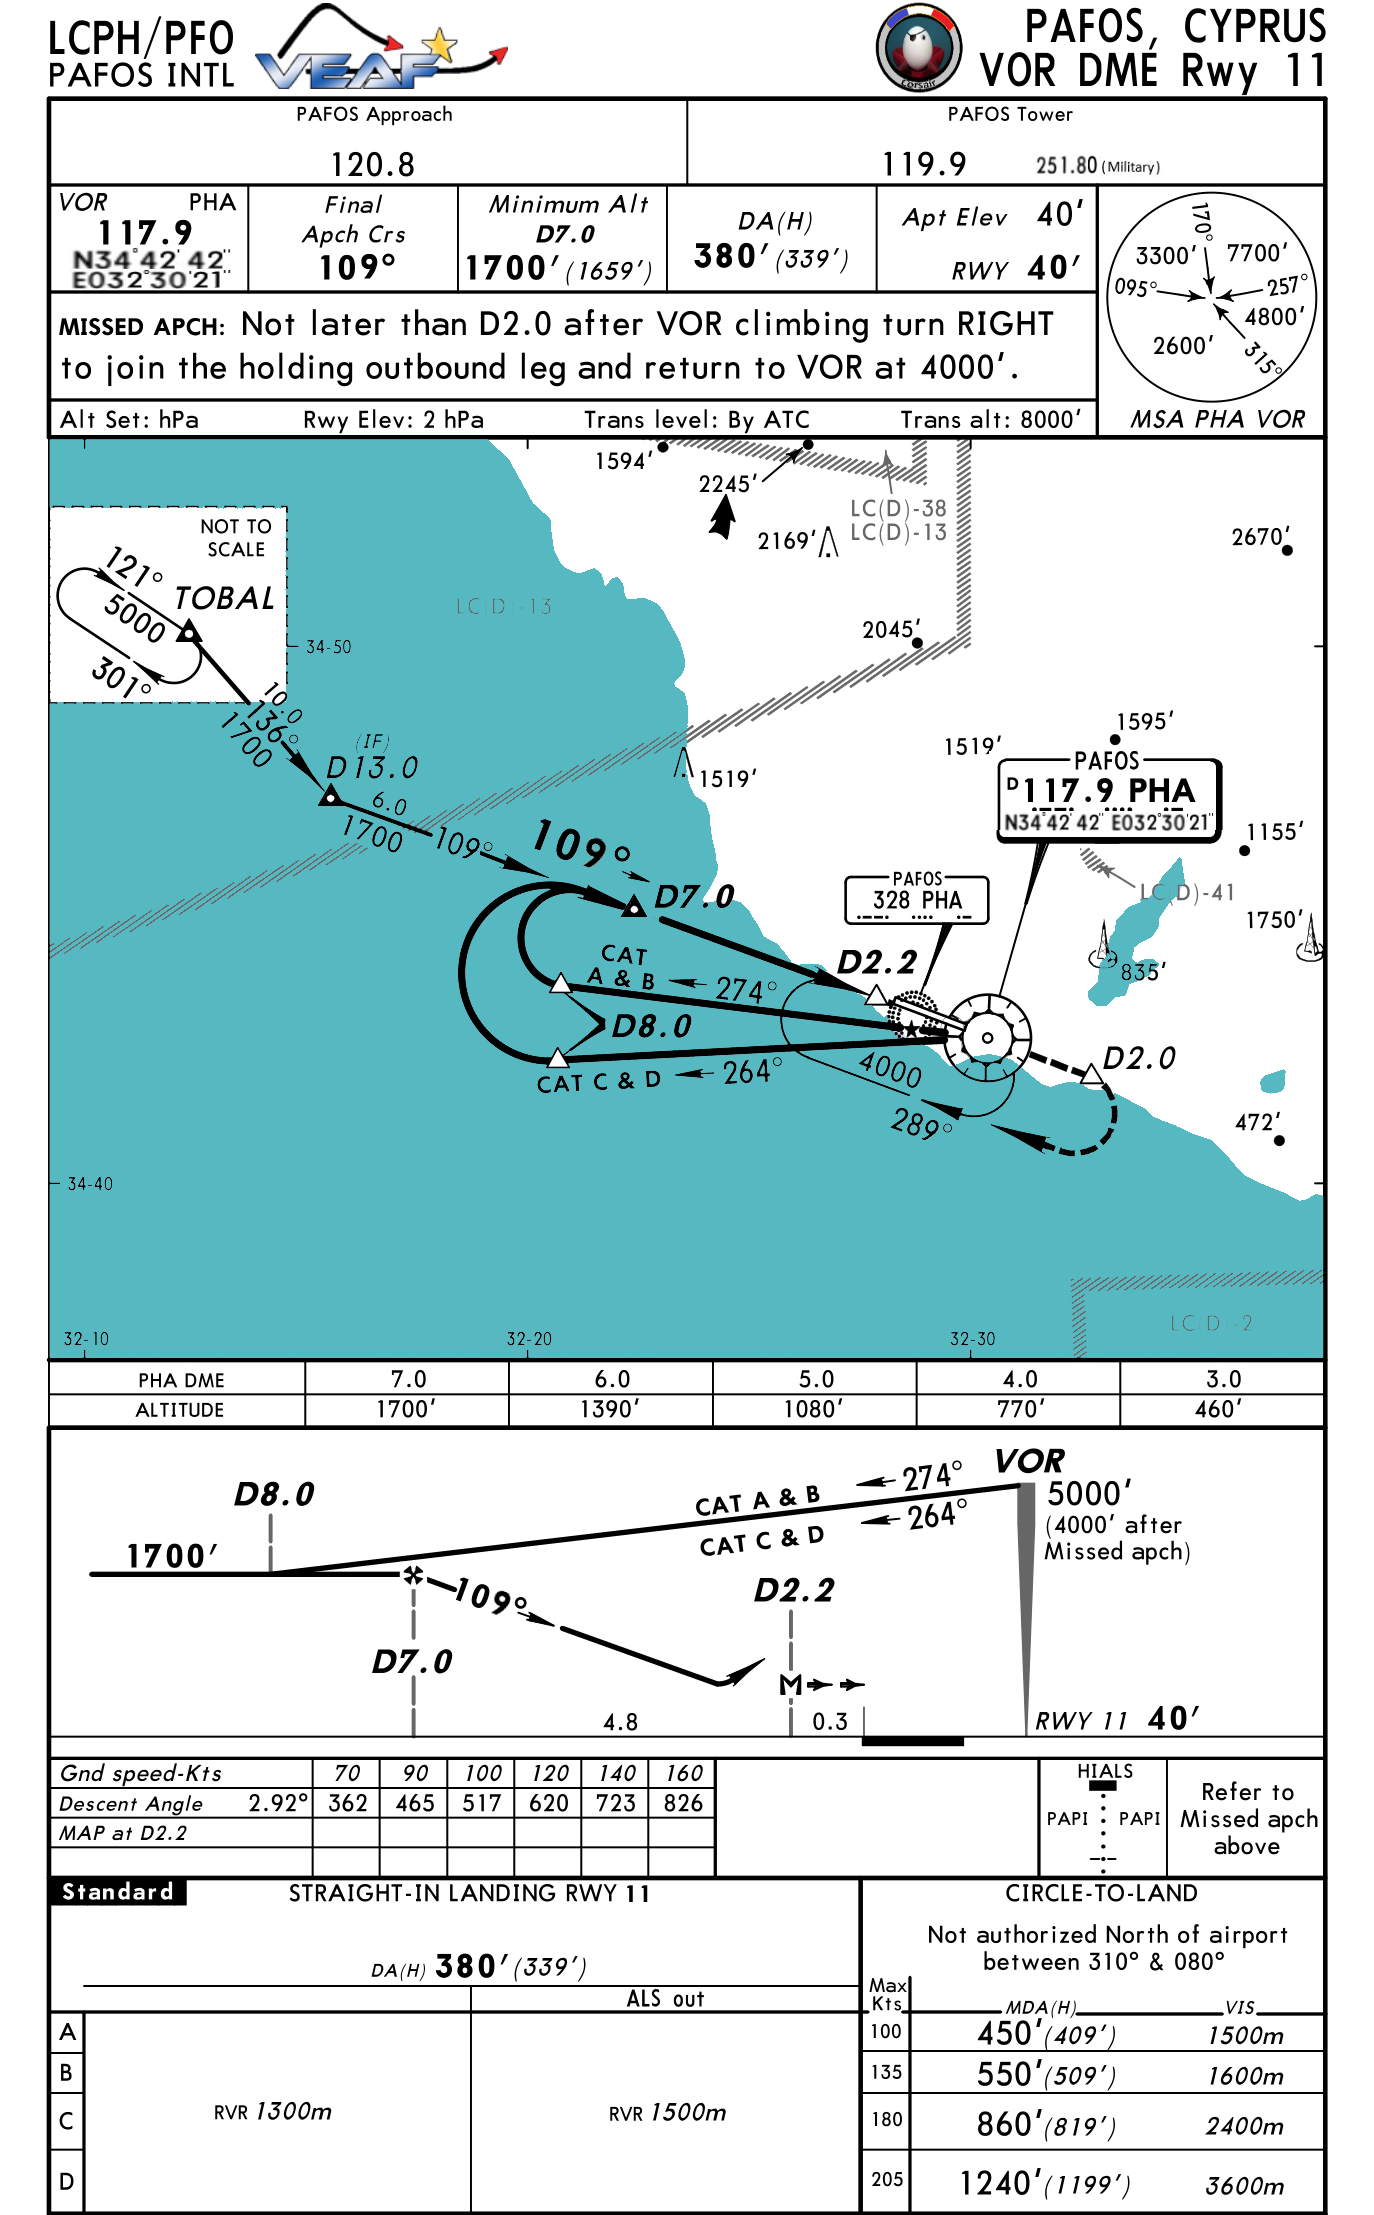 LCPH/PFO
PAFOS INTL
VEAF
Corsair
PAFOS, CYPRUS
VOR DME Rwy 11
PAFOS Approach
120.8
PAFOS Tower
119.9 251.80 (Military)
VOR PHA
117.9
N34°42'42"
E032°30'21"
Final
Apch Crs
109°
Minimum Alt
D7.0
1700' (1659')
DA(H)
380' (339')
Apt Elev 40'
RWY 40'
170°
3300' 7700'
095° 257°
4800'
2600'
315°
MSA PHA VOR
MISSED APCH: Not later than D2.0 after VOR climbing turn RIGHT
to join the holding outbound leg and return to VOR at 4000'.
Alt Set: hPa Rwy Elev: 2 hPa Trans level: By ATC Trans alt: 8000'
1594'
2245'
LC(D)-38
LC(D)-13
2169'
2670'
NOT TO
SCALE
121°
TOBAL
5000
301°
LC(D)-13
34-50
2045'
10.0
136°
1700
(IF)
D13.0
6.0
1700
109°
109°
1519'
1519'
1595'
PAFOS
D 117.9 PHA
N34°42'42" E032°30'21"
1155'
LC(D)-41
D7.0
PAFOS
328 PHA
1750'
835'
D2.2
CAT
A & B
274°
D8.0
CAT C & D
264°
4000
289°
D2.0
472'
34-40
LC(D)-2
32-10
32-20
32-30
PHA DME 7.0 6.0 5.0 4.0 3.0
ALTITUDE 1700' 1390' 1080' 770' 460'
VOR
5000'
(4000' after
Missed apch)
D8.0
1700'
CAT A & B 274°
CAT C & D 264°
109°
D2.2
D7.0
M
4.8
0.3
RWY 11 40'
Gnd speed-Kts 70 90 100 120 140 160
Descent Angle 2.92° 362 465 517 620 723 826
MAP at D2.2
HIALS
PAPI PAPI
Refer to
Missed apch
above
Standard STRAIGHT-IN LANDING RWY 11
DA(H) 380' (339')
ALS out
A
B
C
D
RVR 1300m
RVR 1500m
CIRCLE-TO-LAND
Not authorized North of airport
between 310° & 080°
Max
Kts MDA(H) VIS
100 450' (409') 1500m
135 550' (509') 1600m
180 860' (819') 2400m
205 1240' (1199') 3600m